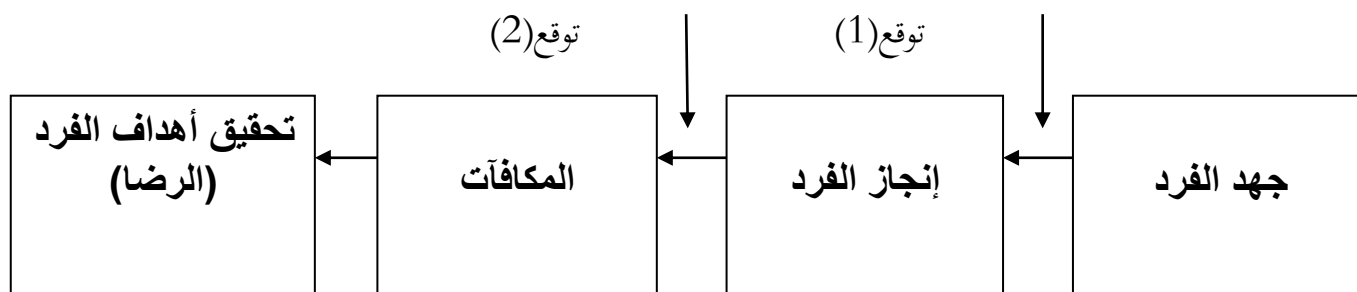 توقع(1)
توقع(2)
جهد الفرد
إنجاز الفرد
المكافآت
تحقيق أهداف الفرد
(الرضا)